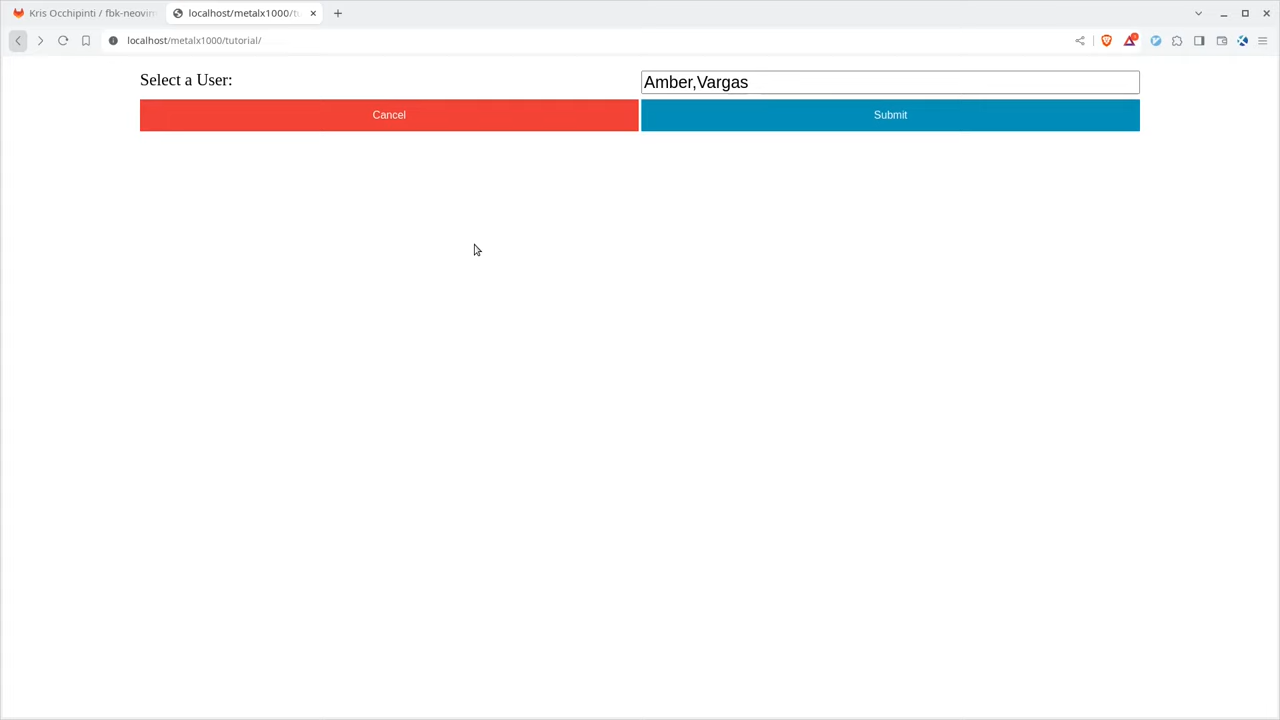 Kris Occhipinti / fbk-neovim
localhost/metalx1000/tu
localhost/metalx1000/tutorial/
Select a User:
Amber,Vargas
Cancel
Submit